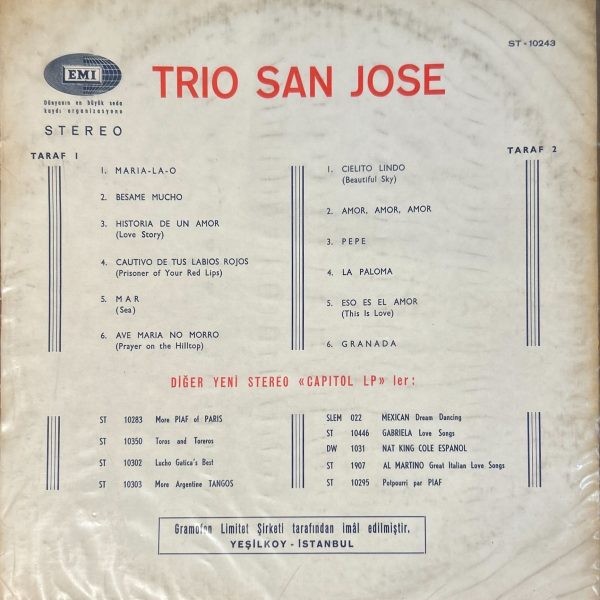 ST - 10243
EMI
TRIO SAN JOSE
Dünyanın en büyük seda
kaydı organizasyonu
STEREO
TARAF 1
1. MARIA-LA-O
2. BESAME MUCHO
3. HISTORIA DE UN AMOR
(Love Story)
4. CAUTIVO DE TUS LABIOS ROJOS
(Prisoner of Your Red Lips)
5. MAR
(Sea)
6. AVE MARIA NO MORRO
(Prayer on the Hilltop)
TARAF 2
1. CIELITO LINDO
(Beautiful Sky)
2. AMOR, AMOR, AMOR
3. PEPE
4. LA PALOMA
5. ESO ES EL AMOR
(This Is Love)
6. GRANADA
DİĞER YENİ STEREO «CAPITOL LP» ler:
ST 10283 More PIAF of PARIS
ST 10350 Toros and Toreros
ST 10302 Lucho Gatica's Best
ST 10303 More Argentine TANGOS
SLEM 022 MEXICAN Dream Dancing
ST 10446 GABRIELA Love Songs
DW 1031 NAT KING COLE ESPANOL
ST 1907 AL MARTINO Great Italian Love Songs
ST 10295 Potpourri par PIAF
Gramofon Limitet Şirketi tarafından imâl edilmiştir.
YEŞİLKOY - İSTANBUL